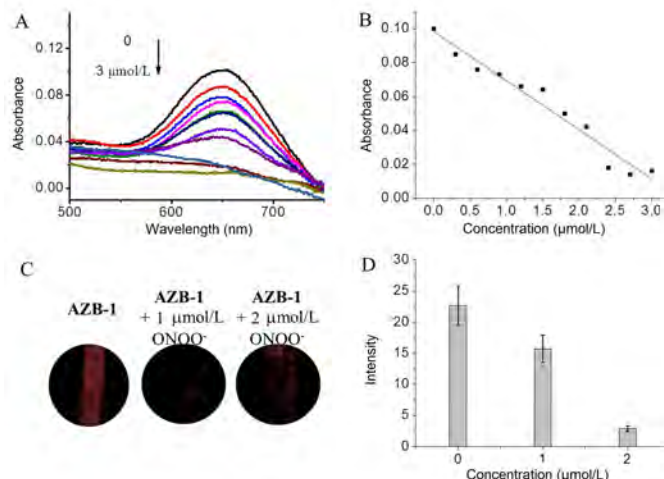 A
0
3 μmol/L
0.12
0.08
0.04
0.00
Absorbance
500
600
700
Wavelength (nm)
B
0.10
0.08
0.06
0.04
0.02
0.00
Absorbance
0.0
0.5
1.0
1.5
2.0
2.5
3.0
Concentration (μmol/L)
C
AZB-1
AZB-1
+ 1 μmol/L
ONOO⁻
AZB-1
+ 2 μmol/L
ONOO⁻
D
30
25
20
15
10
5
0
Intensity
0
1
2
Concentration (μmol/L)